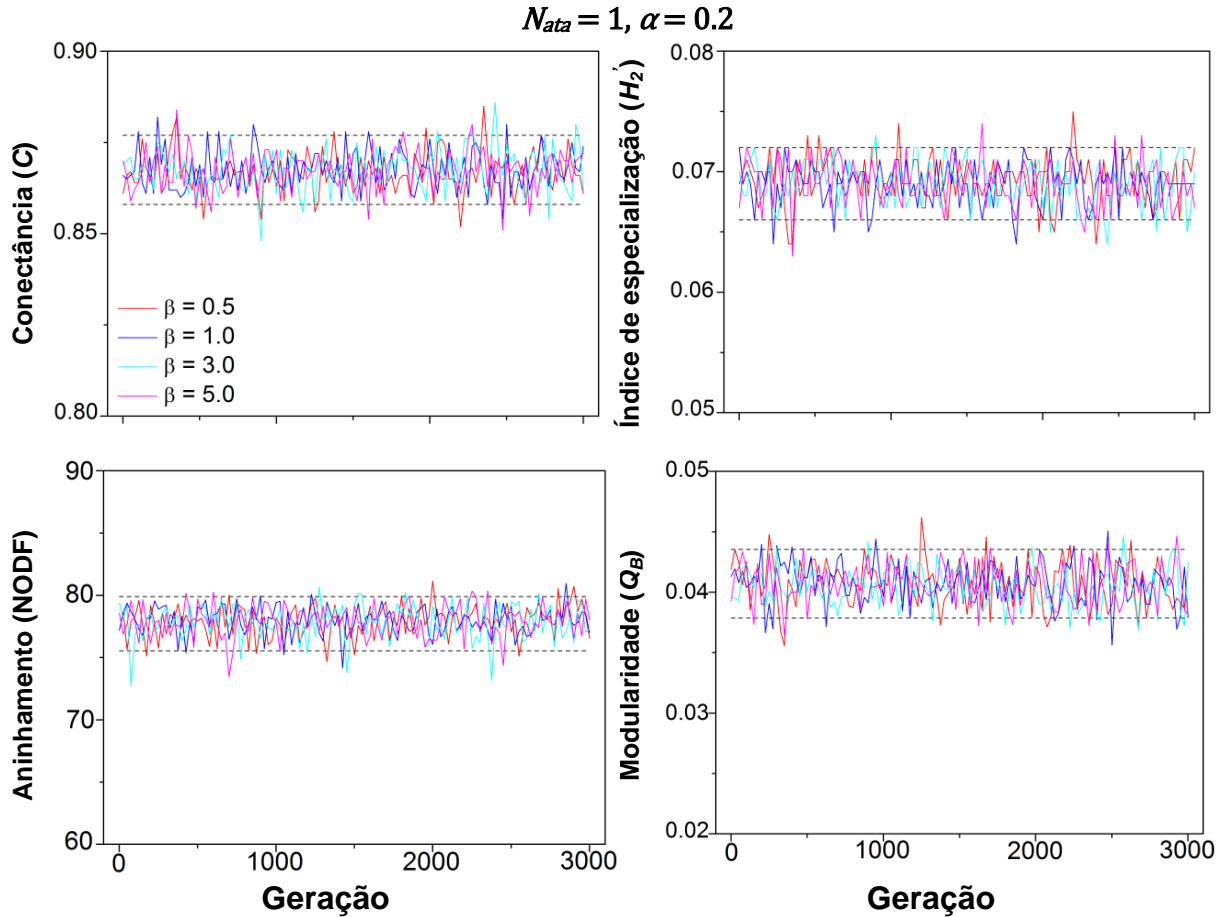 N_ata = 1, α = 0.2
Conectância (C)
0.90
0.85
0.80
β = 0.5
β = 1.0
β = 3.0
β = 5.0
Índice de especialização (H₂')
0.08
0.07
0.06
0.05
Aninhamento (NODF)
90
80
70
60
0
1000
2000
3000
Geração
Modularidade (Q_B)
0.05
0.04
0.03
0.02
0
1000
2000
3000
Geração